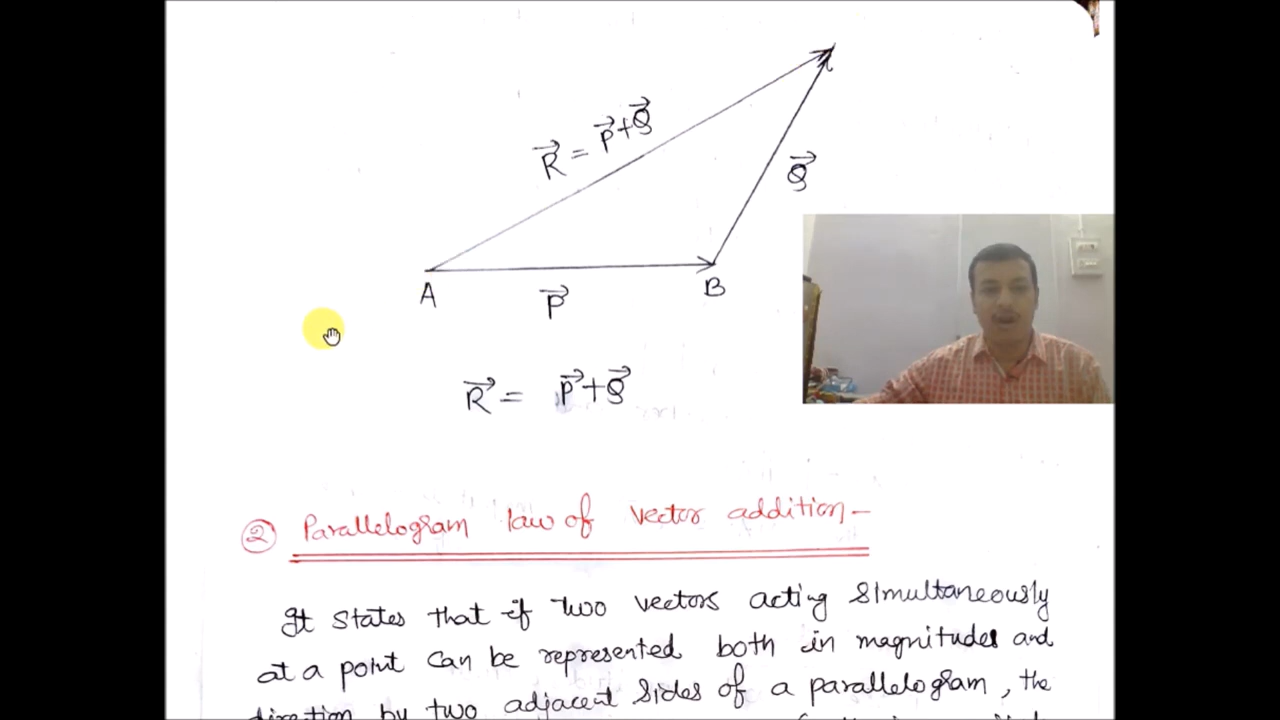 R⃗ = P⃗+Q⃗
Q⃗
A
B
P⃗
R⃗ = P⃗+Q⃗
② Parallelogram law of vector addition-
It states that if two vectors acting simultaneously
at a point can be represented both in magnitudes and
direction by two adjacent sides of a parallelogram, the